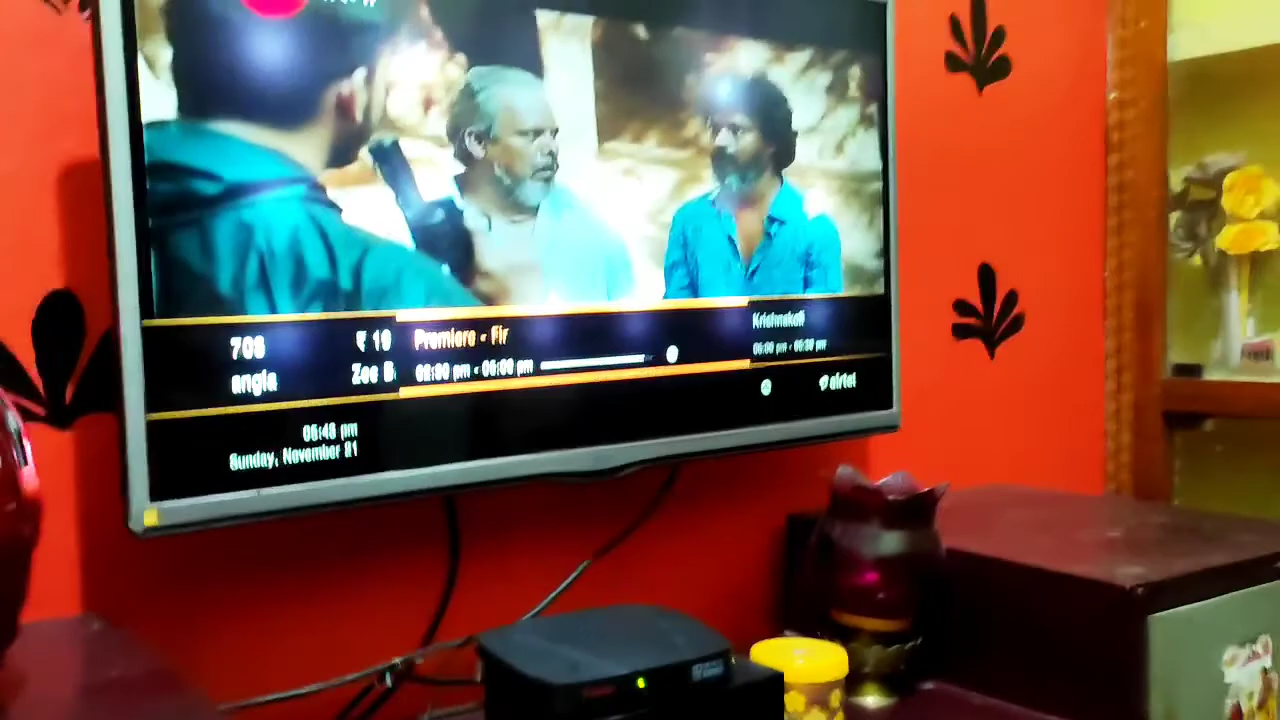 708
₹ 19
Premiere - Fir
Krishnakoli
angla
Zee B
06:00 pm - 06:30 pm
airtel
05:48 pm
Sunday, November 21